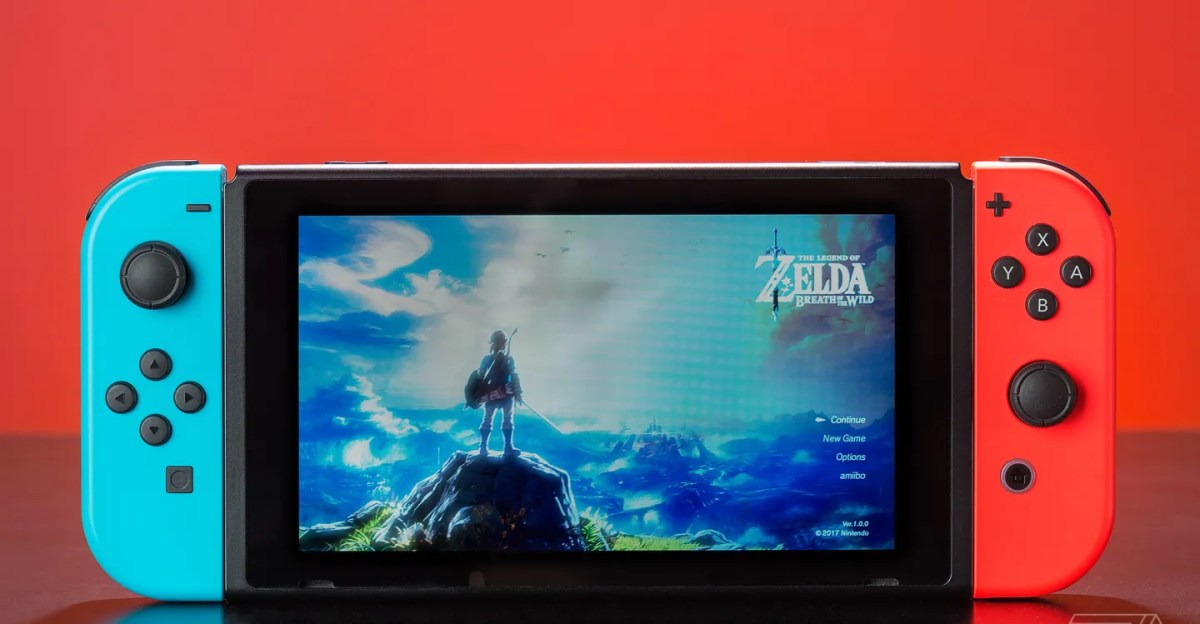 THE LEGEND OF
ZELDA
BREATH OF THE WILD
Continue
New Game
Options
amiibo
Ver.1.0.0
© 2017 Nintendo
X
Y
A
B